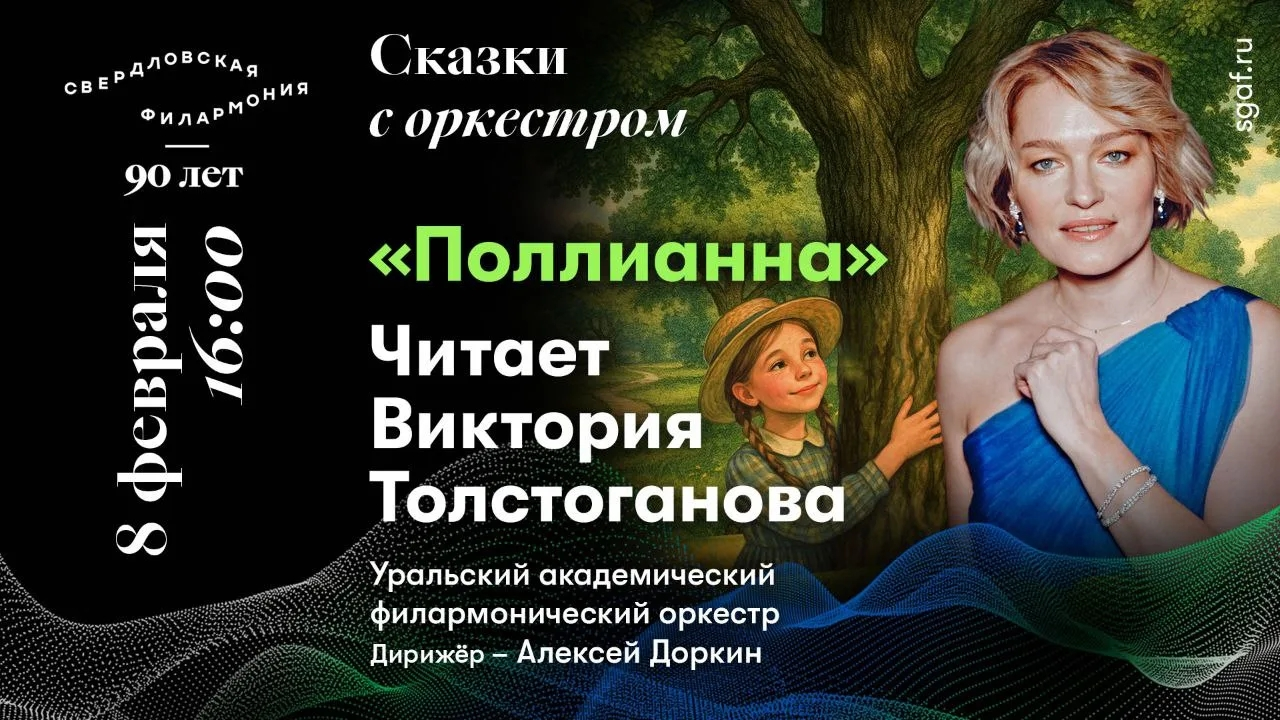 СВЕРДЛОВСКАЯ
ФИЛАРМОНИЯ
90 лет
8 февраля
16:00
Сказки
с оркестром
«Поллианна»
Читает
Виктория
Толстоганова
Уральский академический
филармонический оркестр
Дирижёр – Алексей Доркин
sgaf.ru